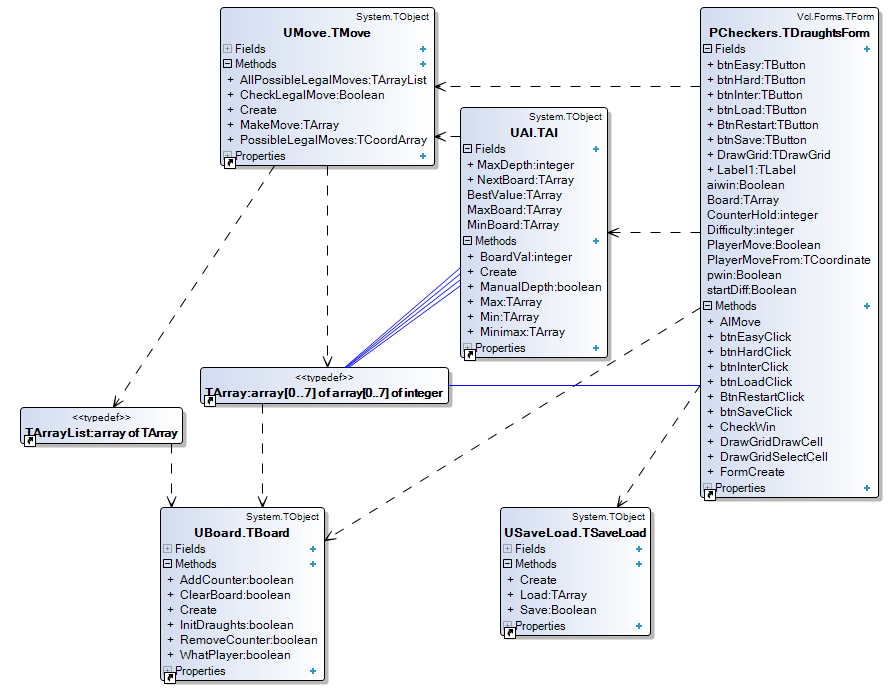 System.TObject
UMove.TMove
Fields
Methods
+ AllPossibleLegalMoves:TArrayList
+ CheckLegalMove:Boolean
+ Create
+ MakeMove:TArray
+ PossibleLegalMoves:TCoordArray
Properties
System.TObject
UAI.TAI
Fields
+ MaxDepth:integer
+ NextBoard:TArray
BestValue:TArray
MaxBoard:TArray
MinBoard:TArray
Methods
+ BoardVal:integer
+ Create
+ ManualDepth:boolean
+ Max:TArray
+ Min:TArray
+ Minimax:TArray
Properties
Vcl.Forms.TForm
PCheckers.TDraughtsForm
Fields
+ btnEasy:TButton
+ btnHard:TButton
+ btnInter:TButton
+ btnLoad:TButton
+ BtnRestart:TButton
+ btnSave:TButton
+ DrawGrid:TDrawGrid
+ Label1:TLabel
aiwin:Boolean
Board:TArray
CounterHold:integer
Difficulty:integer
PlayerMove:Boolean
PlayerMoveFrom:TCoordinate
pwin:Boolean
startDiff:Boolean
Methods
+ AIMove
+ btnEasyClick
+ btnHardClick
+ btnInterClick
+ btnLoadClick
+ BtnRestartClick
+ btnSaveClick
+ CheckWin
+ DrawGridDrawCell
+ DrawGridSelectCell
+ FormCreate
Properties
<<typedef>>
TArray:array[0..7] of array[0..7] of integer
<<typedef>>
TArrayList:array of TArray
System.TObject
UBoard.TBoard
Fields
Methods
+ AddCounter:boolean
+ ClearBoard:boolean
+ Create
+ InitDraughts:boolean
+ RemoveCounter:boolean
+ WhatPlayer:boolean
Properties
System.TObject
USaveLoad.TSaveLoad
Fields
Methods
+ Create
+ Load:TArray
+ Save:Boolean
Properties